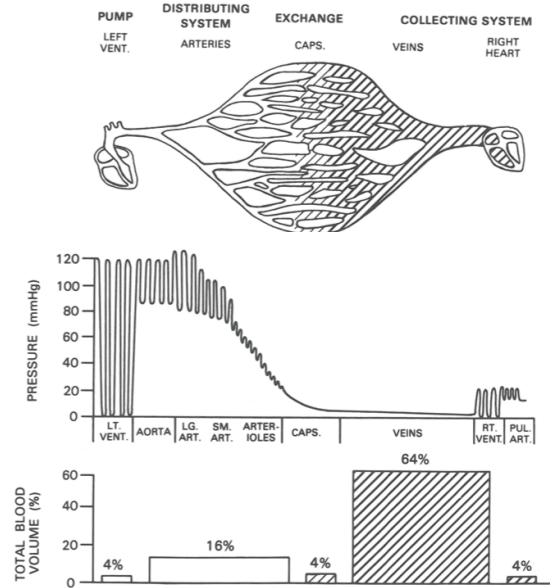 PUMP DISTRIBUTING SYSTEM EXCHANGE COLLECTING SYSTEM
LEFT VENT. ARTERIES CAPS. VEINS RIGHT HEART
PRESSURE (mmHg)
120
100
80
60
40
20
0
LT. VENT. AORTA LG. ART. SM. ART. ARTER-IOLES CAPS. VEINS RT. VENT. PUL. ART.
TOTAL BLOOD VOLUME (%)
60
40
20
0
4% 16% 4% 64% 4%